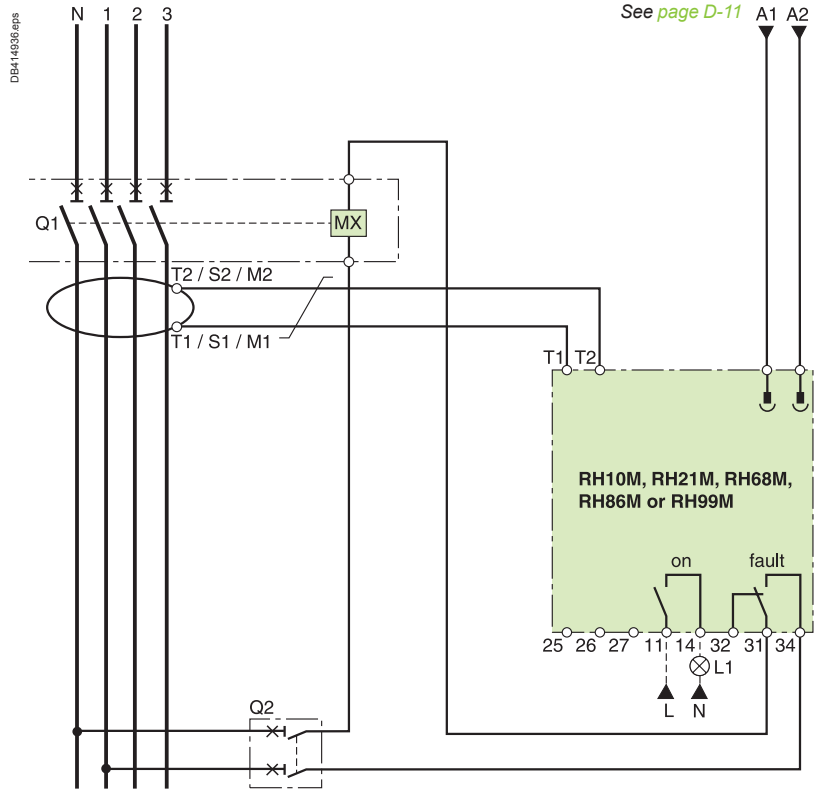 DB414936.eps
N 1 2 3
See page D-11 A1 A2
Q1
MX
T2 / S2 / M2
T1 / S1 / M1
T1 T2
RH10M, RH21M, RH68M,
RH86M or RH99M
on fault
25 26 27 11 14 32 31 34
L1
L N
Q2